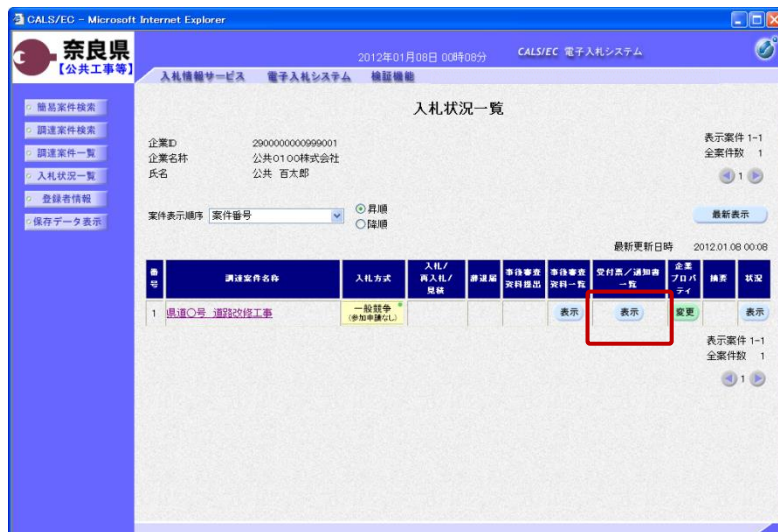 CALS/EC - Microsoft Internet Explorer
奈良県
【公共工事等】
2012年01月08日 00時08分
CALS/EC 電子入札システム
入札情報サービス 電子入札システム 検証機能
簡易案件検索
調達案件検索
調達案件一覧
入札状況一覧
登録者情報
保存データ表示
入札状況一覧
企業ID 2900000000999001
企業名称 公共0100株式会社
氏名 公共 百太郎
表示案件 1-1
全案件数 1
1
案件表示順序 案件番号
昇順
降順
最新表示
最新更新日時 2012.01.08 00:08
番号 調達案件名称 入札方式 入札/再入札/見積 辞退届 事後審査資料提出 事後審査資料一覧 受付票/通知書一覧 企業プロパティ 摘要 状況
1 県道〇号 道路改修工事 一般競争(参加申請なし) 表示 表示 変更 表示
表示案件 1-1
全案件数 1
1